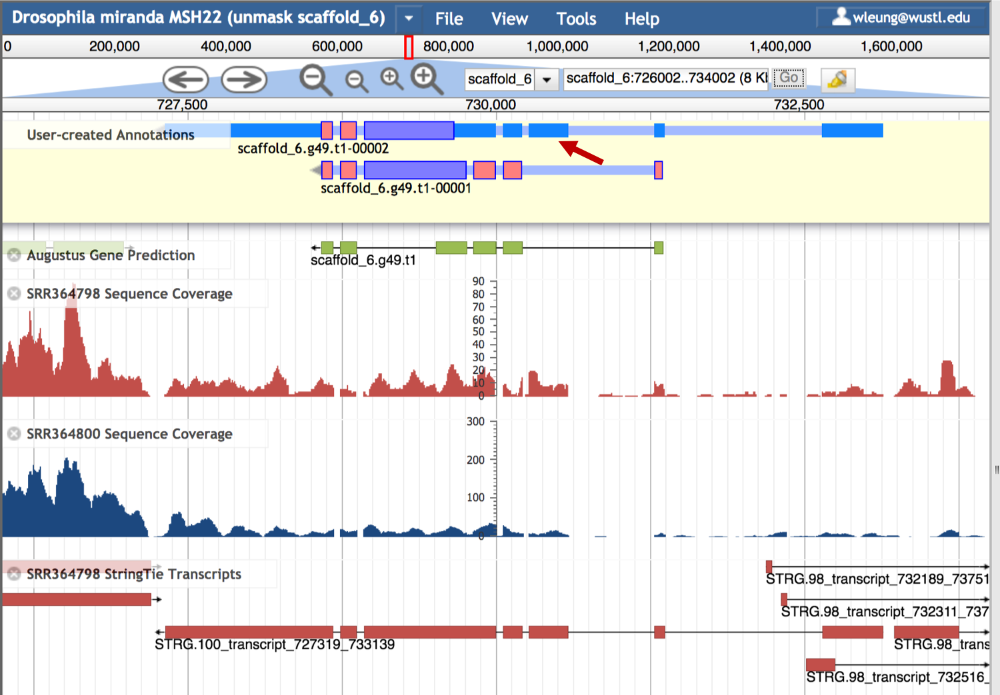 Drosophila miranda MSH22 (unmask scaffold_6) File View Tools Help wleung@wustl.edu
0 200,000 400,000 600,000 800,000 1,000,000 1,200,000 1,400,000 1,600,000
scaffold_6 scaffold_6:726002..734002 (8 Kb Go
727,500 730,000 732,500
User-created Annotations
scaffold_6.g49.t1-00002
scaffold_6.g49.t1-00001
Augustus Gene Prediction
scaffold_6.g49.t1
SRR364798 Sequence Coverage
90
80
70
60
50
40
30
20
10
0
SRR364800 Sequence Coverage
300
200
100
0
SRR364798 StringTie Transcripts
STRG.98_transcript_732189_73751
STRG.98_transcript_732311_737
STRG.100_transcript_727319_733139
STRG.98_trans
STRG.98_transcript_732516_